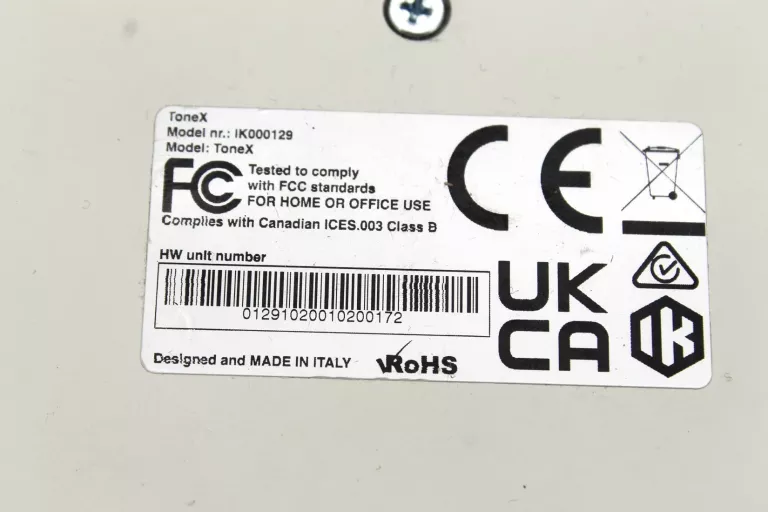 ToneX
Model nr.: IK000129
Model: ToneX
FC
Tested to comply
with FCC standards
FOR HOME OR OFFICE USE
Complies with Canadian ICES.003 Class B
HW unit number
01291020010200172
Designed and MADE IN ITALY
RoHS
CE
UK
CA
IK